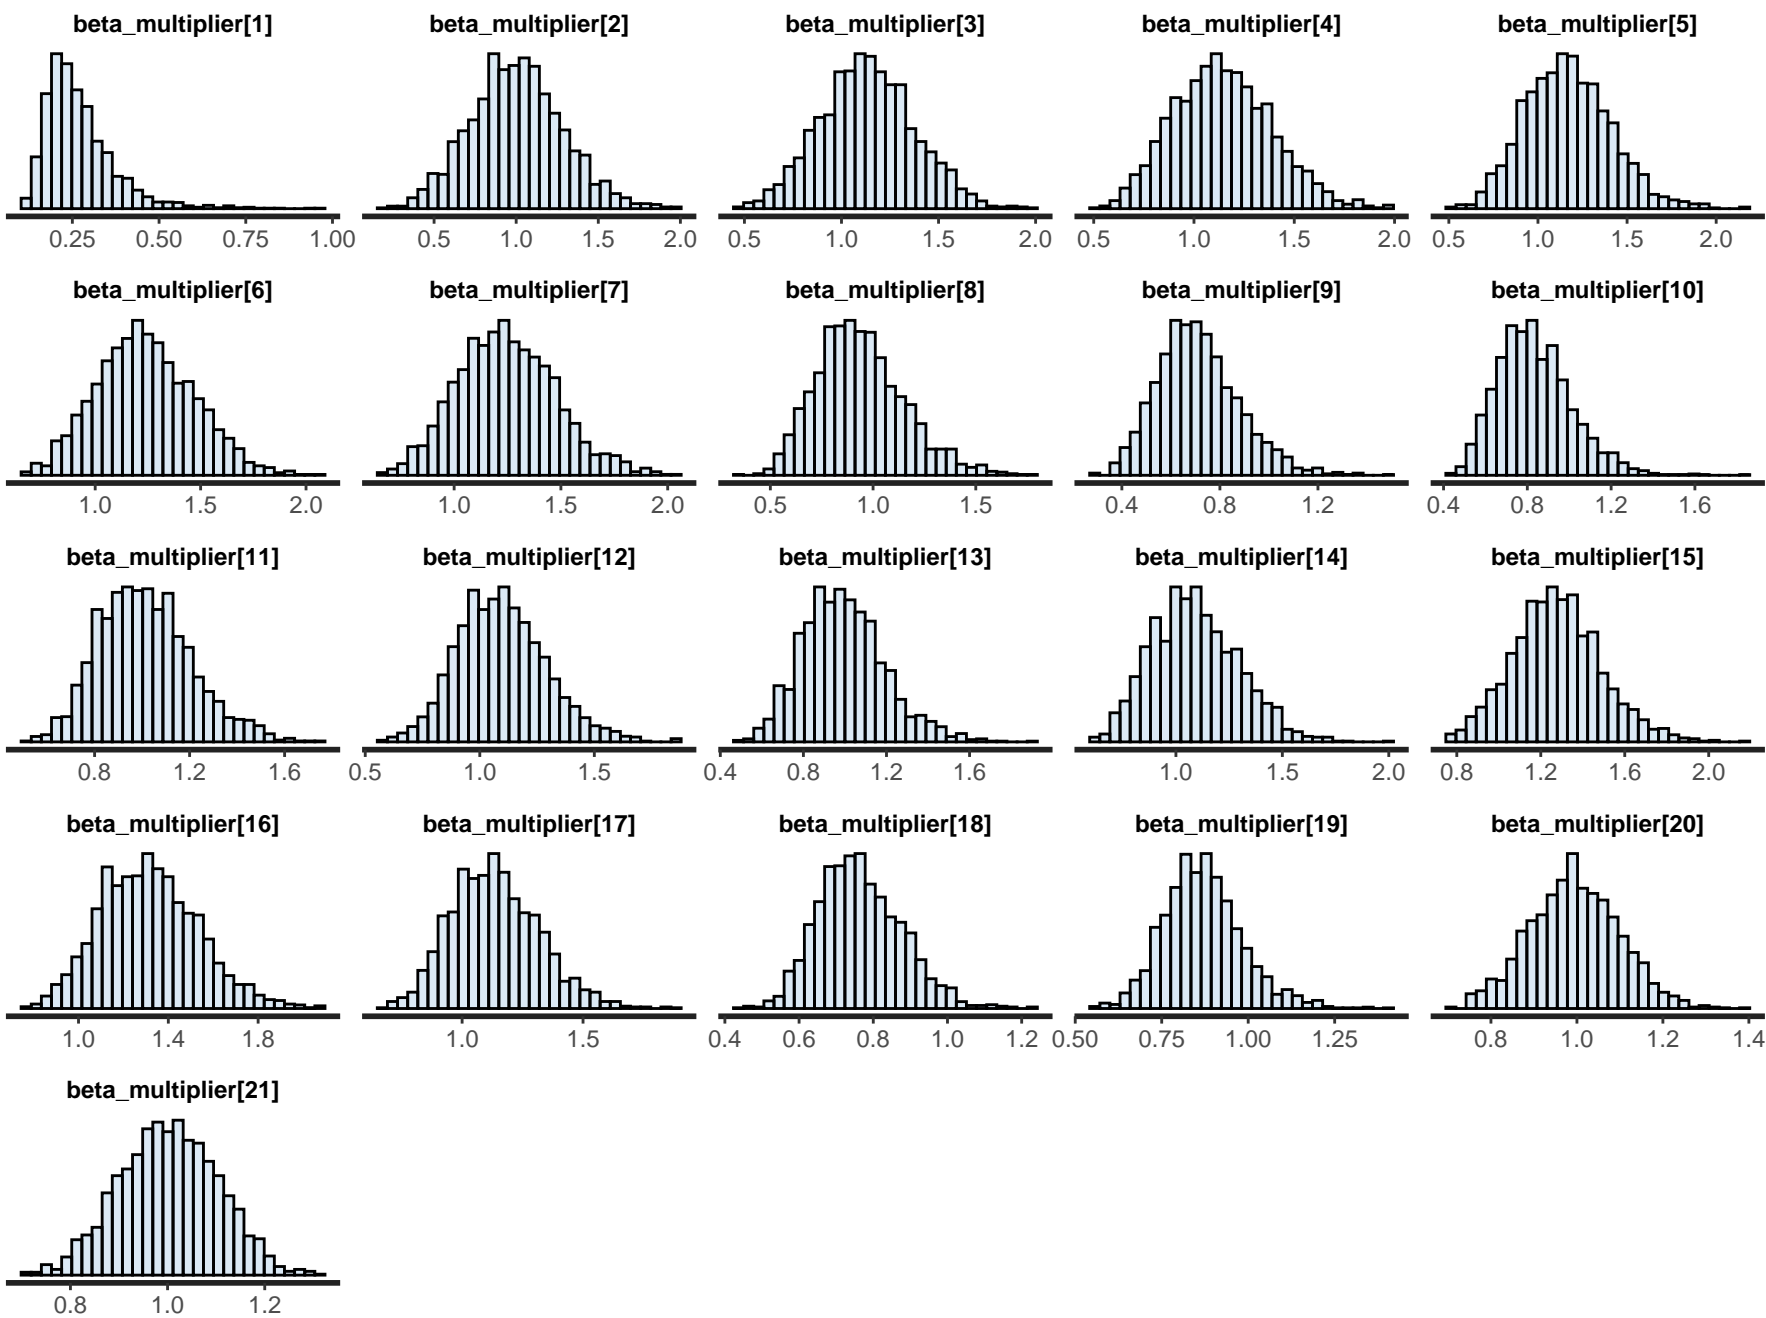 beta_multiplier[1] beta_multiplier[2] beta_multiplier[3] beta_multiplier[4] beta_multiplier[5]
0.25 0.50 0.75 1.00 0.5 1.0 1.5 2.0 0.5 1.0 1.5 2.0 0.5 1.0 1.5 2.0 0.5 1.0 1.5 2.0
beta_multiplier[6] beta_multiplier[7] beta_multiplier[8] beta_multiplier[9] beta_multiplier[10]
1.0 1.5 2.0 1.0 1.5 2.0 0.5 1.0 1.5 0.4 0.8 1.2 0.4 0.8 1.2 1.6
beta_multiplier[11] beta_multiplier[12] beta_multiplier[13] beta_multiplier[14] beta_multiplier[15]
0.8 1.2 1.6 0.5 1.0 1.5 0.4 0.8 1.2 1.6 1.0 1.5 2.0 0.8 1.2 1.6 2.0
beta_multiplier[16] beta_multiplier[17] beta_multiplier[18] beta_multiplier[19] beta_multiplier[20]
1.0 1.4 1.8 1.0 1.5 0.4 0.6 0.8 1.0 1.2 0.50 0.75 1.00 1.25 0.8 1.0 1.2 1.4
beta_multiplier[21]
0.8 1.0 1.2